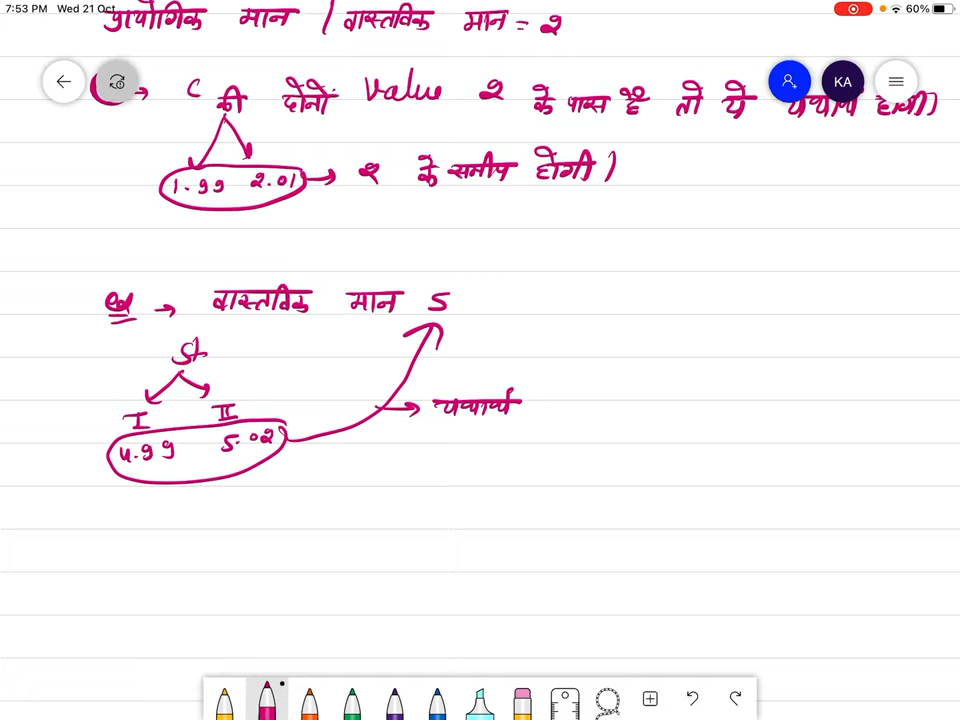 7:53 PM Wed 21 Oct 60%
प्रायोगिक मान / वास्तविक मान = 2
→ C की दोनों Value 2 के पास है तो ये यथार्थ होगी।
KA
1.99 2.01 → 2 के समीप होगी।
→ वास्तविक मान 5
St
I II
→ यथार्थ
4.99 5.02